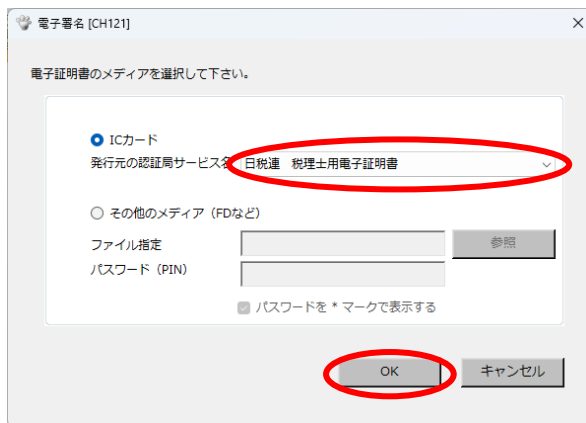 電子署名 [CH121]
電子証明書のメディアを選択して下さい。
ICカード
発行元の認証局サービス名 日税連 税理士用電子証明書
その他のメディア（FDなど）
ファイル指定 参照
パスワード（PIN）
パスワードを * マークで表示する
OK キャンセル